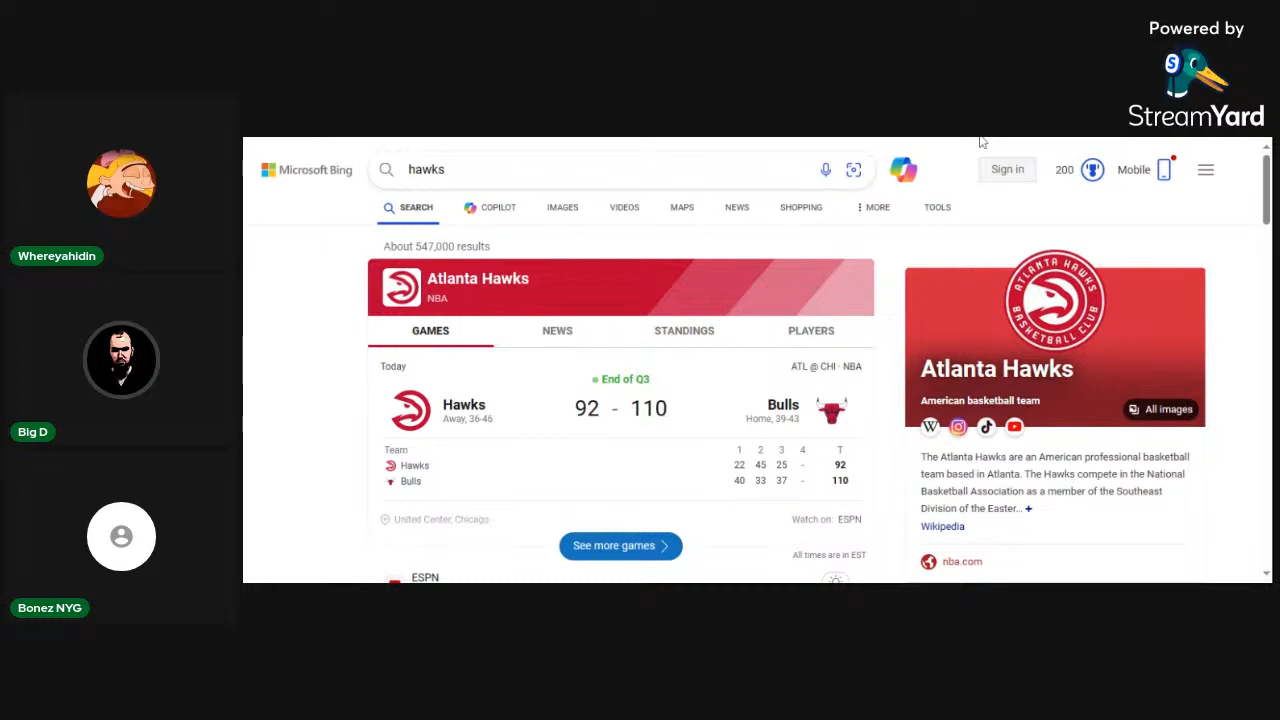 Powered by
StreamYard
Whereyahidin
Big D
Bonez NYG
Microsoft Bing
hawks
Sign in
200
Mobile
SEARCH COPILOT IMAGES VIDEOS MAPS NEWS SHOPPING MORE TOOLS
About 547,000 results
Atlanta Hawks
NBA
GAMES NEWS STANDINGS PLAYERS
Today
ATL @ CHI · NBA
End of Q3
Hawks
Away, 36-46
92 - 110
Bulls
Home, 39-43
Team 1 2 3 4 T
Hawks 22 45 25 - 92
Bulls 40 33 37 - 110
United Center, Chicago
Watch on: ESPN
See more games
All times are in EST
ESPN
ATLANTA HAWKS
BASKETBALL CLUB
Atlanta Hawks
American basketball team
All images
The Atlanta Hawks are an American professional basketball
team based in Atlanta. The Hawks compete in the National
Basketball Association as a member of the Southeast
Division of the Easter... +
Wikipedia
nba.com